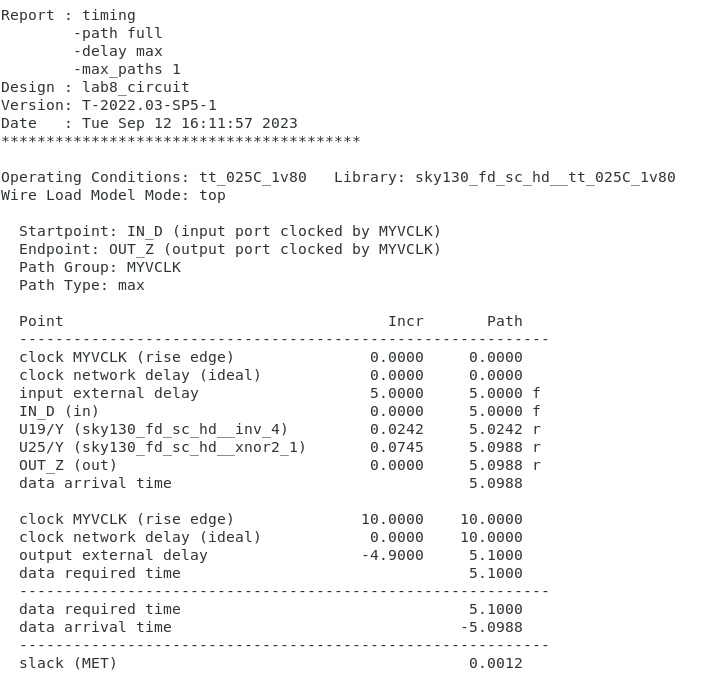 Report : timing
        -path full
        -delay max
        -max_paths 1
Design : lab8_circuit
Version: T-2022.03-SP5-1
Date   : Tue Sep 12 16:11:57 2023
****************************************

Operating Conditions: tt_025C_1v80   Library: sky130_fd_sc_hd__tt_025C_1v80
Wire Load Model Mode: top

  Startpoint: IN_D (input port clocked by MYVCLK)
  Endpoint: OUT_Z (output port clocked by MYVCLK)
  Path Group: MYVCLK
  Path Type: max

  Point                                    Incr       Path
  -----------------------------------------------------------
  clock MYVCLK (rise edge)               0.0000     0.0000
  clock network delay (ideal)            0.0000     0.0000
  input external delay                   5.0000     5.0000 f
  IN_D (in)                              0.0000     5.0000 f
  U19/Y (sky130_fd_sc_hd__inv_4)         0.0242     5.0242 r
  U25/Y (sky130_fd_sc_hd__xnor2_1)       0.0745     5.0988 r
  OUT_Z (out)                            0.0000     5.0988 r
  data arrival time                                 5.0988

  clock MYVCLK (rise edge)              10.0000    10.0000
  clock network delay (ideal)            0.0000    10.0000
  output external delay                 -4.9000     5.1000
  data required time                                5.1000
  -----------------------------------------------------------
  data required time                                5.1000
  data arrival time                                -5.0988
  -----------------------------------------------------------
  slack (MET)                                       0.0012